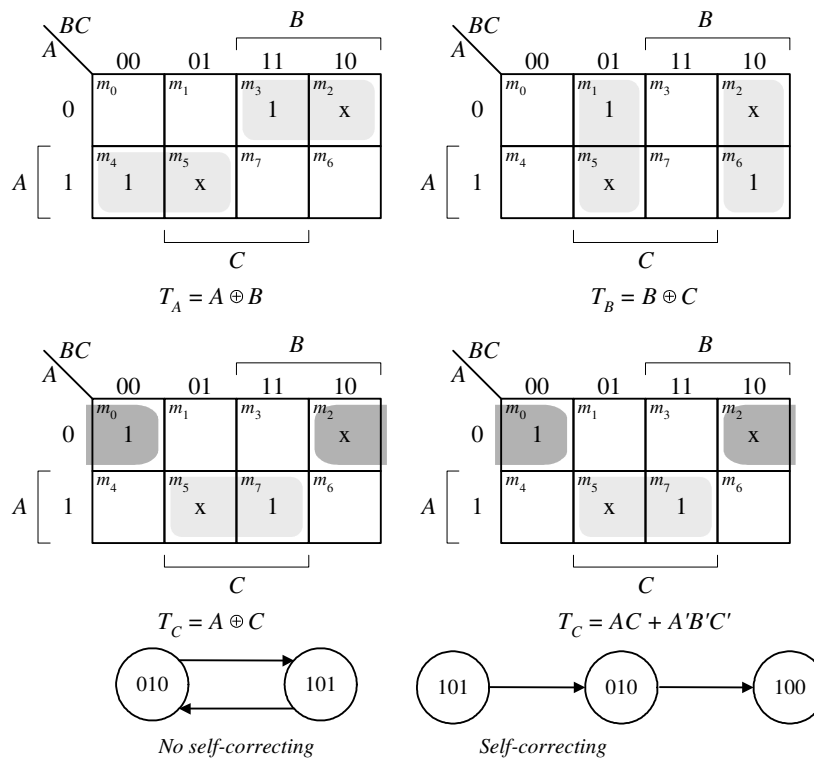 BC
A
B
00 01 11 10
0
m0 m1 m3 1 m2 x
A 1
m4 1 m5 x m7 m6
C
T_A = A ⊕ B
BC
A
B
00 01 11 10
0
m0 m1 1 m3 m2 x
A 1
m4 m5 x m7 m6 1
C
T_B = B ⊕ C
BC
A
B
00 01 11 10
0
m0 1 m1 m3 m2 x
A 1
m4 m5 x m7 1 m6
C
T_C = A ⊕ C
BC
A
B
00 01 11 10
0
m0 1 m1 m3 m2 x
A 1
m4 m5 x m7 1 m6
C
T_C = AC + A'B'C'
010 101
No self-correcting
101 010 100
Self-correcting